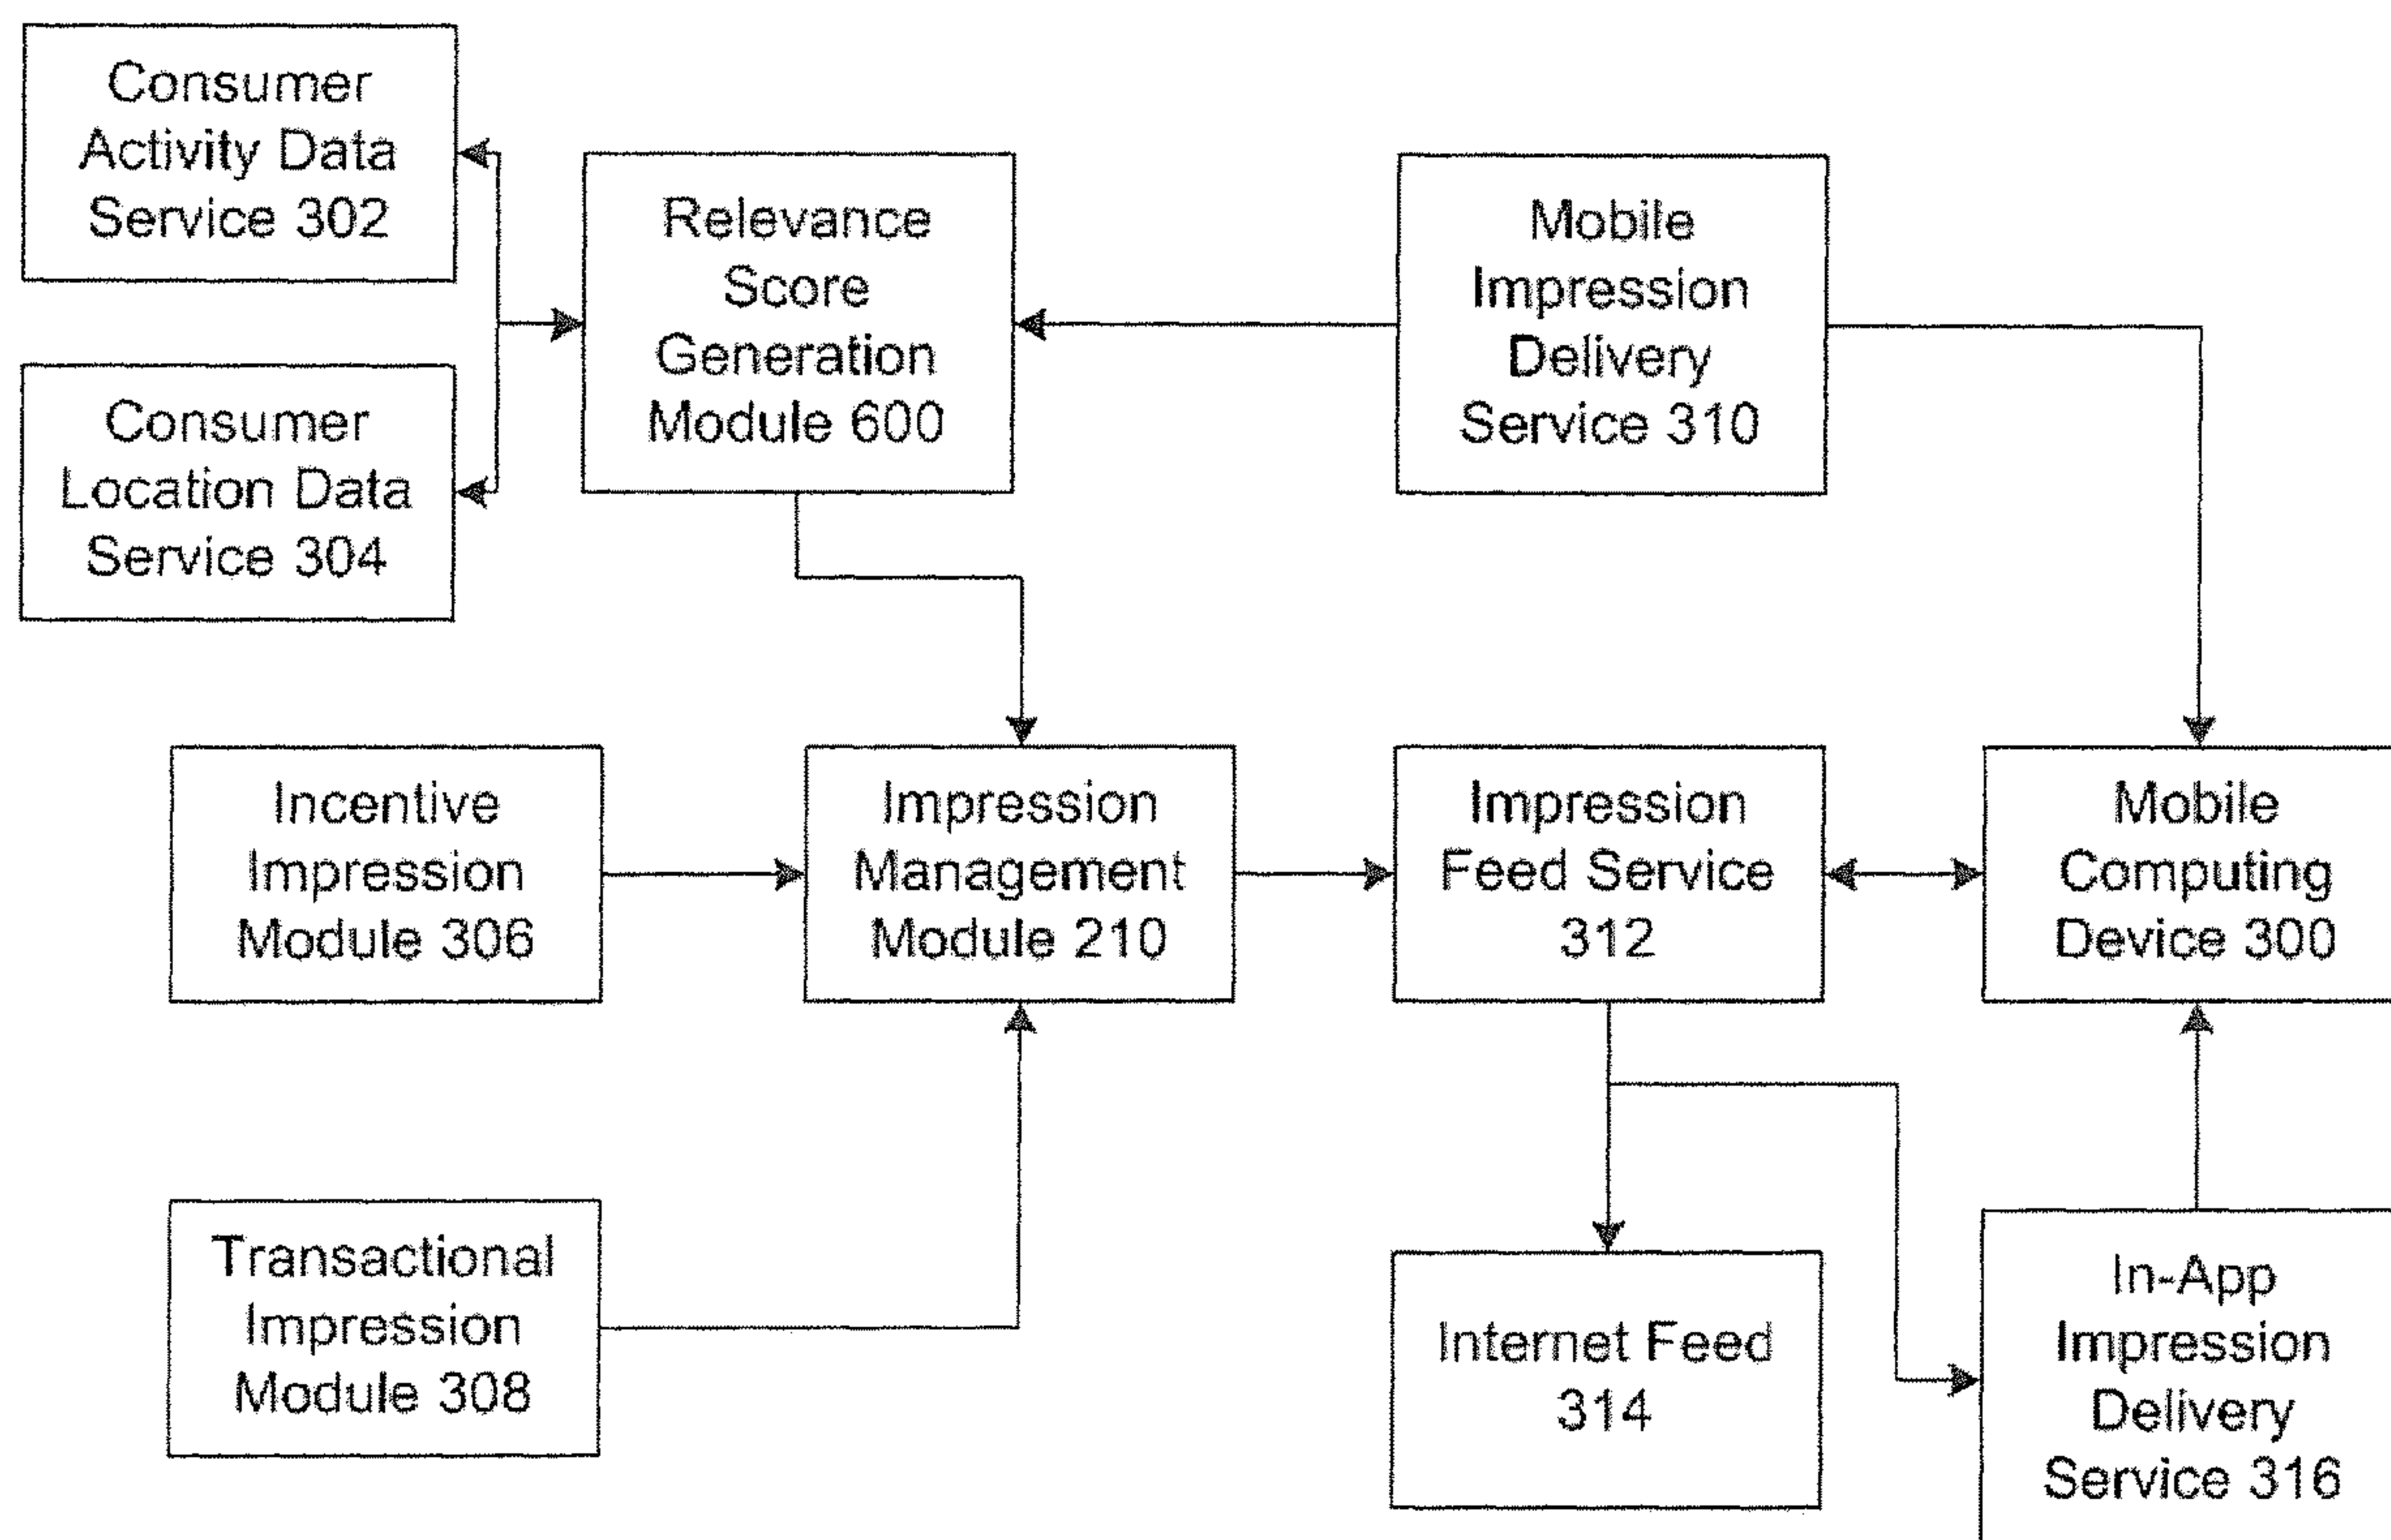 Consumer
Activity Data
Service 302
Relevance
Score
Generation
Module 600
Mobile
Impression
Delivery
Service 310
Consumer
Location Data
Service 304
Incentive
Impression
Module 306
Impression
Management
Module 210
Impression
Feed Service
312
Mobile
Computing
Device 300
Transactional
Impression
Module 308
Internet Feed
314
In-App
Impression
Delivery
Service 316